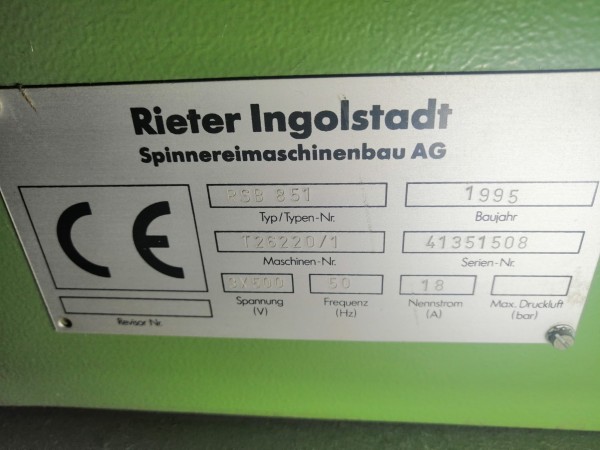 Rieter Ingolstadt
Spinnereimaschinenbau AG
CE
RSB 851
1995
Typ/Typen-Nr.
Baujahr
T26220/1
41351508
Maschinen-Nr.
Serien-Nr.
500
50
18
Spannung
(V)
Frequenz
(Hz)
Nennstrom
(A)
Max. Druckluft
(bar)
Revisor Nr.